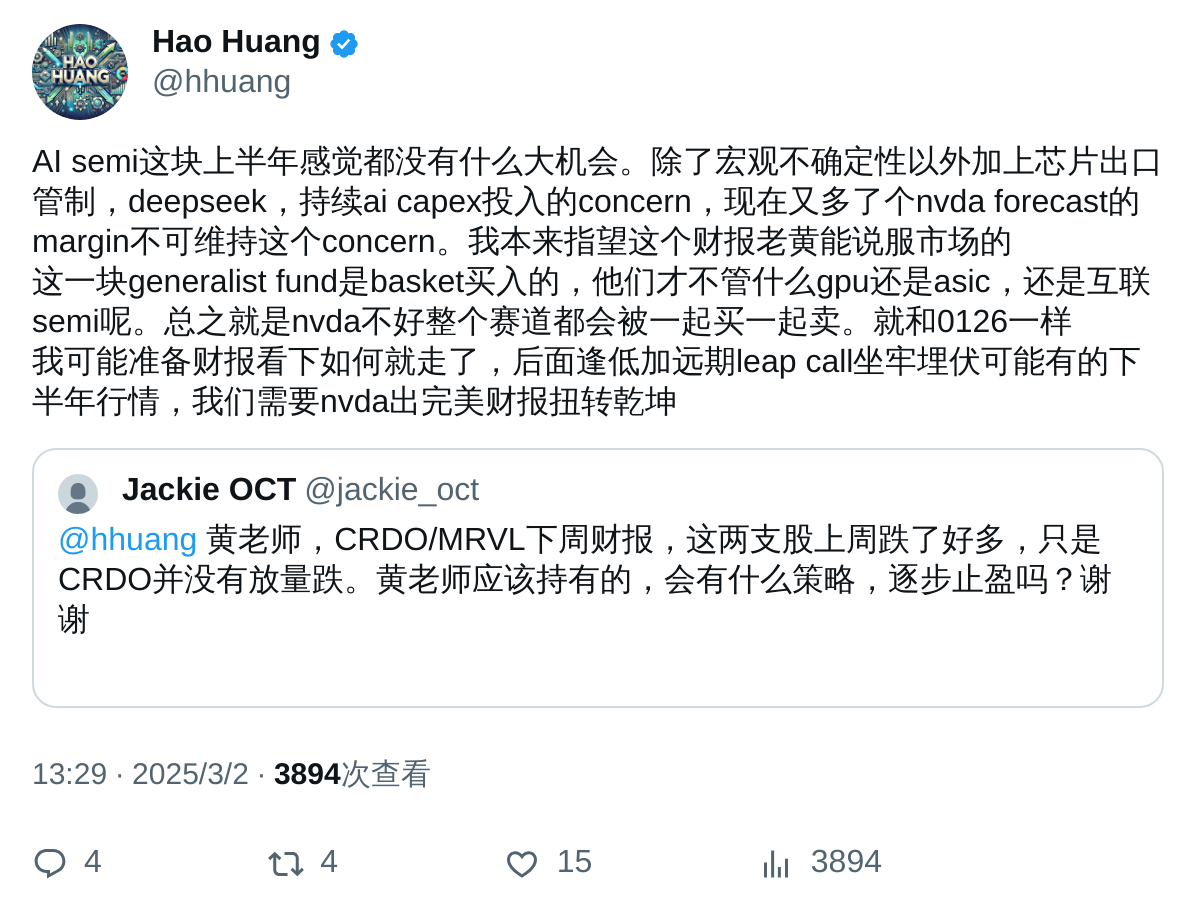 HAO
HUANG
Hao Huang
@hhuang
AI semi这块上半年感觉都没有什么大机会。除了宏观不确定性以外加上芯片出口
管制，deepseek，持续ai capex投入的concern，现在又多了个nvda forecast的
margin不可维持这个concern。我本来指望这个财报老黄能说服市场的
这一块generalist fund是basket买入的，他们才不管什么gpu还是asic，还是互联
semi呢。总之就是nvda不好整个赛道都会被一起买一起卖。就和0126一样
我可能准备财报看下如何就走了，后面逢低加远期leap call坐牢埋伏可能有的下
半年行情，我们需要nvda出完美财报扭转乾坤
Jackie OCT @jackie_oct
@hhuang 黄老师，CRDO/MRVL下周财报，这两支股上周跌了好多，只是
CRDO并没有放量跌。黄老师应该持有的，会有什么策略，逐步止盈吗？谢
谢
13:29 · 2025/3/2 · 3894次查看
4 4 15 3894